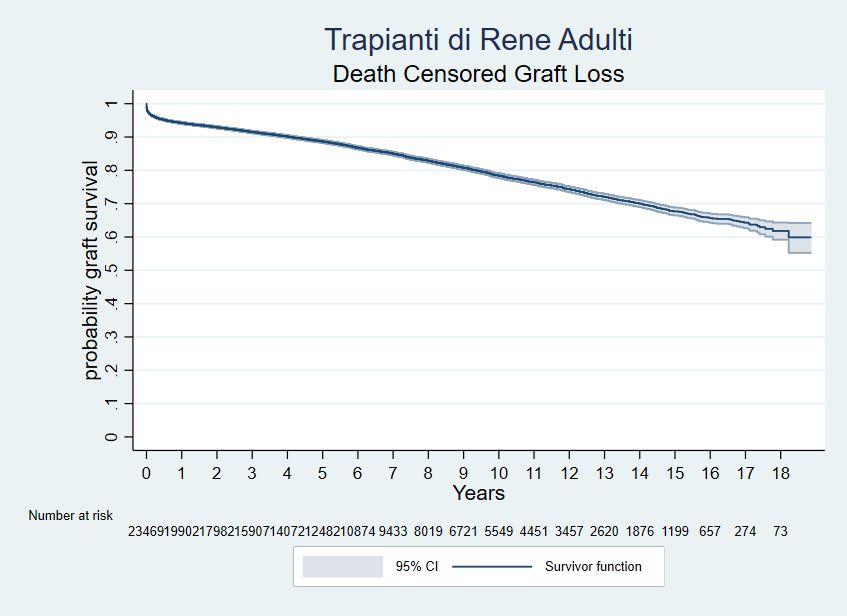 Trapianti di Rene Adulti
Death Censored Graft Loss
probability graft survival
1
.9
.8
.7
.6
.5
.4
.3
.2
.1
0
0 1 2 3 4 5 6 7 8 9 10 11 12 13 14 15 16 17 18
Years
Number at risk
23469199021798215907140721248210874 9433 8019 6721 5549 4451 3457 2620 1876 1199 657 274 73
95% CI Survivor function